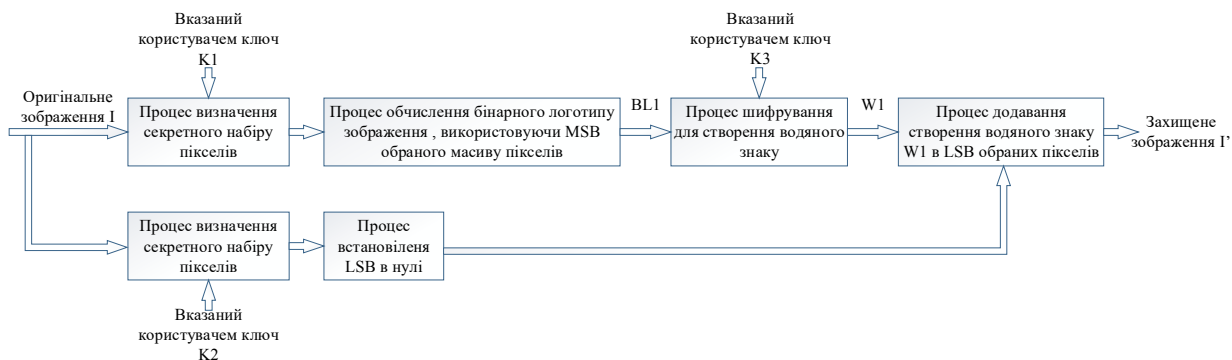 Вказаний
користувачем ключ
K1
Вказаний
користувачем ключ
K3
Оригінальне
зображення I
Процес визначення
секретного набіру
пікселів
Процес обчислення бінарного логотипу
зображення , використовуючи MSB
обраного масиву пікселів
BL1
Процес шифрування
для створення водяного
знаку
W1
Процес додавання
створення водяного знаку
W1 в LSB обраних пікселів
Захищене
зображення I’
Процес визначення
секретного набіру
пікселів
Процес
встановіленя
LSB в нулі
Вказаний
користувачем ключ
K2